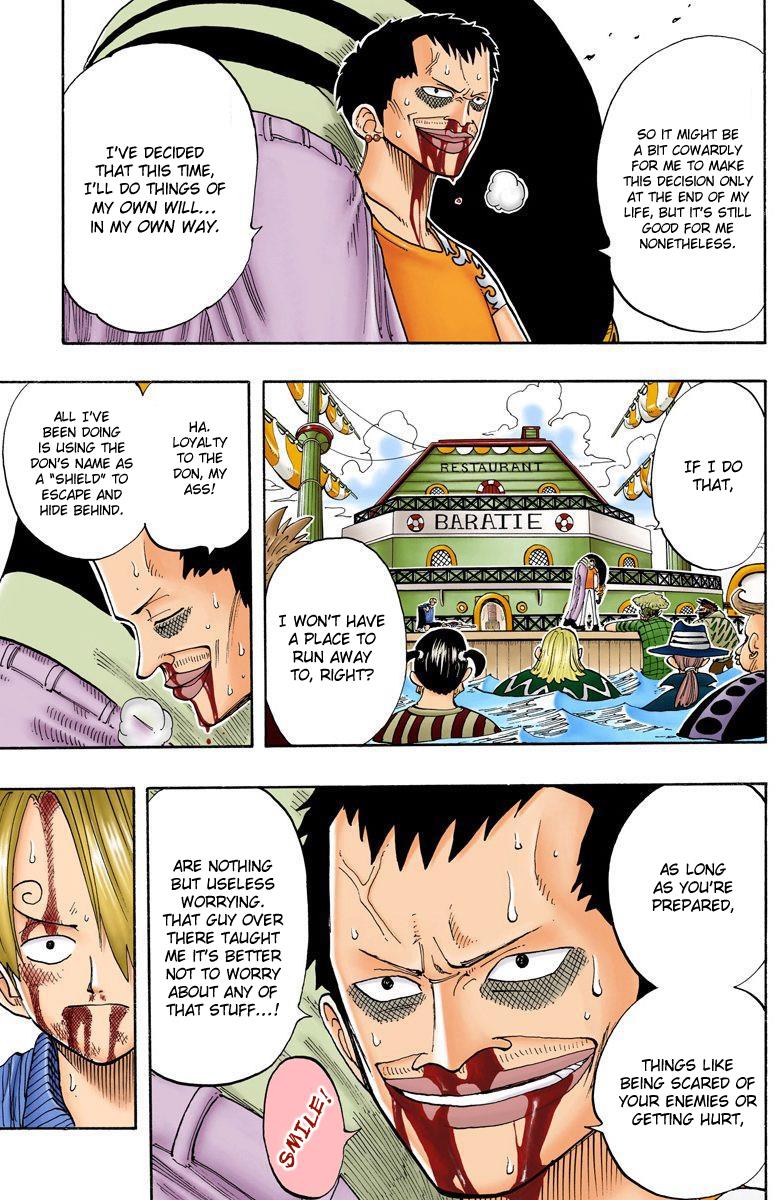 SO IT MIGHT BE
A BIT COWARDLY
FOR ME TO MAKE
THIS DECISION ONLY
AT THE END OF MY
LIFE, BUT IT'S STILL
GOOD FOR ME
NONETHELESS.
I'VE DECIDED
THAT THIS TIME,
I'LL DO THINGS OF
MY OWN WILL...
IN MY OWN WAY.
IF I DO
THAT,
RESTAURANT
BARATIE
I WON'T HAVE
A PLACE TO
RUN AWAY
TO, RIGHT?
HA.
LOYALTY
TO THE
DON, MY
ASS!
ALL I'VE
BEEN DOING
IS USING THE
DON'S NAME AS
A "SHIELD" TO
ESCAPE AND
HIDE BEHIND.
AS LONG
AS YOU'RE
PREPARED,
THINGS LIKE
BEING SCARED OF
YOUR ENEMIES OR
GETTING HURT,
ARE NOTHING
BUT USELESS
WORRYING.
THAT GUY OVER
THERE TAUGHT
ME IT'S BETTER
NOT TO WORRY
ABOUT ANY OF
THAT STUFF...!
SMILE!